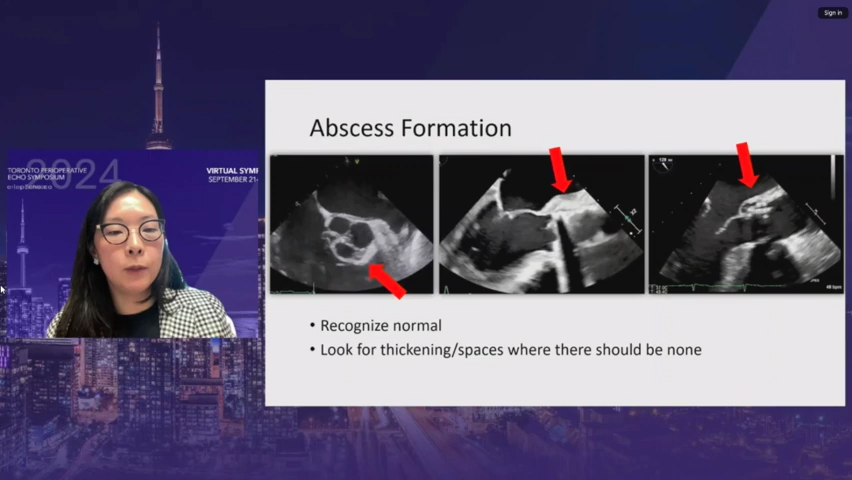 Sign in
Abscess Formation
2024
TORONTO PERIOPERATIVE
ECHO SYMPOSIUM
VIRTUAL SYMP
SEPTEMBER 21-
• Recognize normal
• Look for thickening/spaces where there should be none